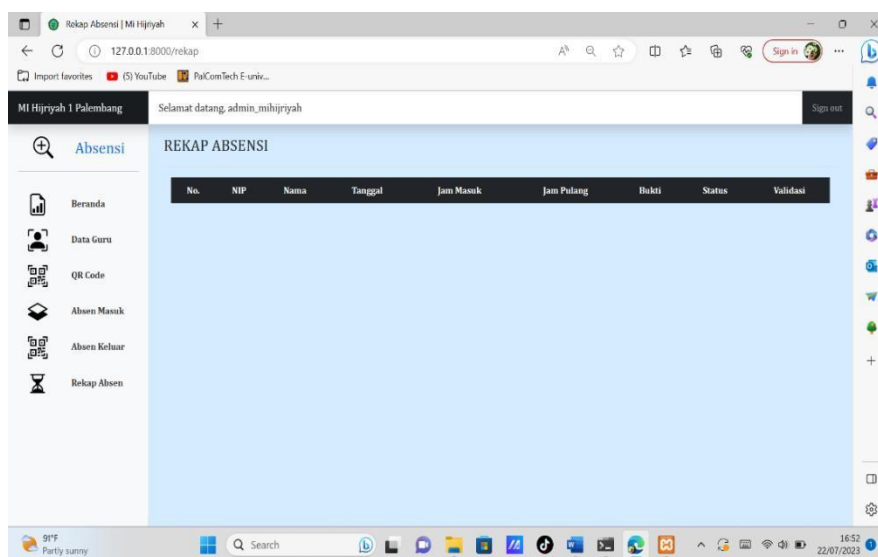 Rekap Absensi | Mi Hijriyah
127.0.0.1:8000/rekap
Sign in
Import favorites
(5) YouTube
PalComTech E-univ...
MI Hijriyah 1 Palembang
Selamat datang, admin_mihijriyah
Sign out
Absensi
REKAP ABSENSI
No. NIP Nama Tanggal Jam Masuk Jam Pulang Bukti Status Validasi
Beranda
Data Guru
QR Code
Absen Masuk
Absen Keluar
Rekap Absen
91°F
Partly sunny
Search
16:52
22/07/2023